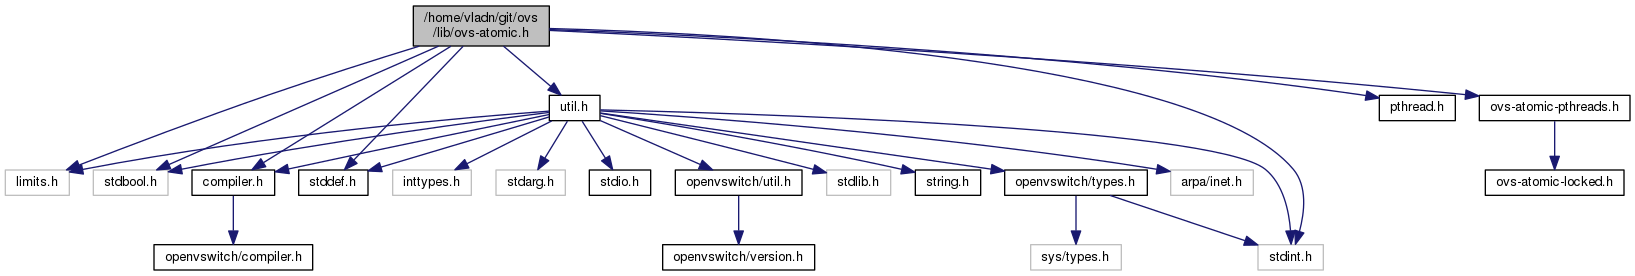 /home/vladn/git/ovs
/lib/ovs-atomic.h
util.h
pthread.h
ovs-atomic-pthreads.h
limits.h
stdbool.h
compiler.h
stddef.h
inttypes.h
stdarg.h
stdio.h
openvswitch/util.h
stdlib.h
string.h
openvswitch/types.h
arpa/inet.h
ovs-atomic-locked.h
openvswitch/compiler.h
openvswitch/version.h
sys/types.h
stdint.h